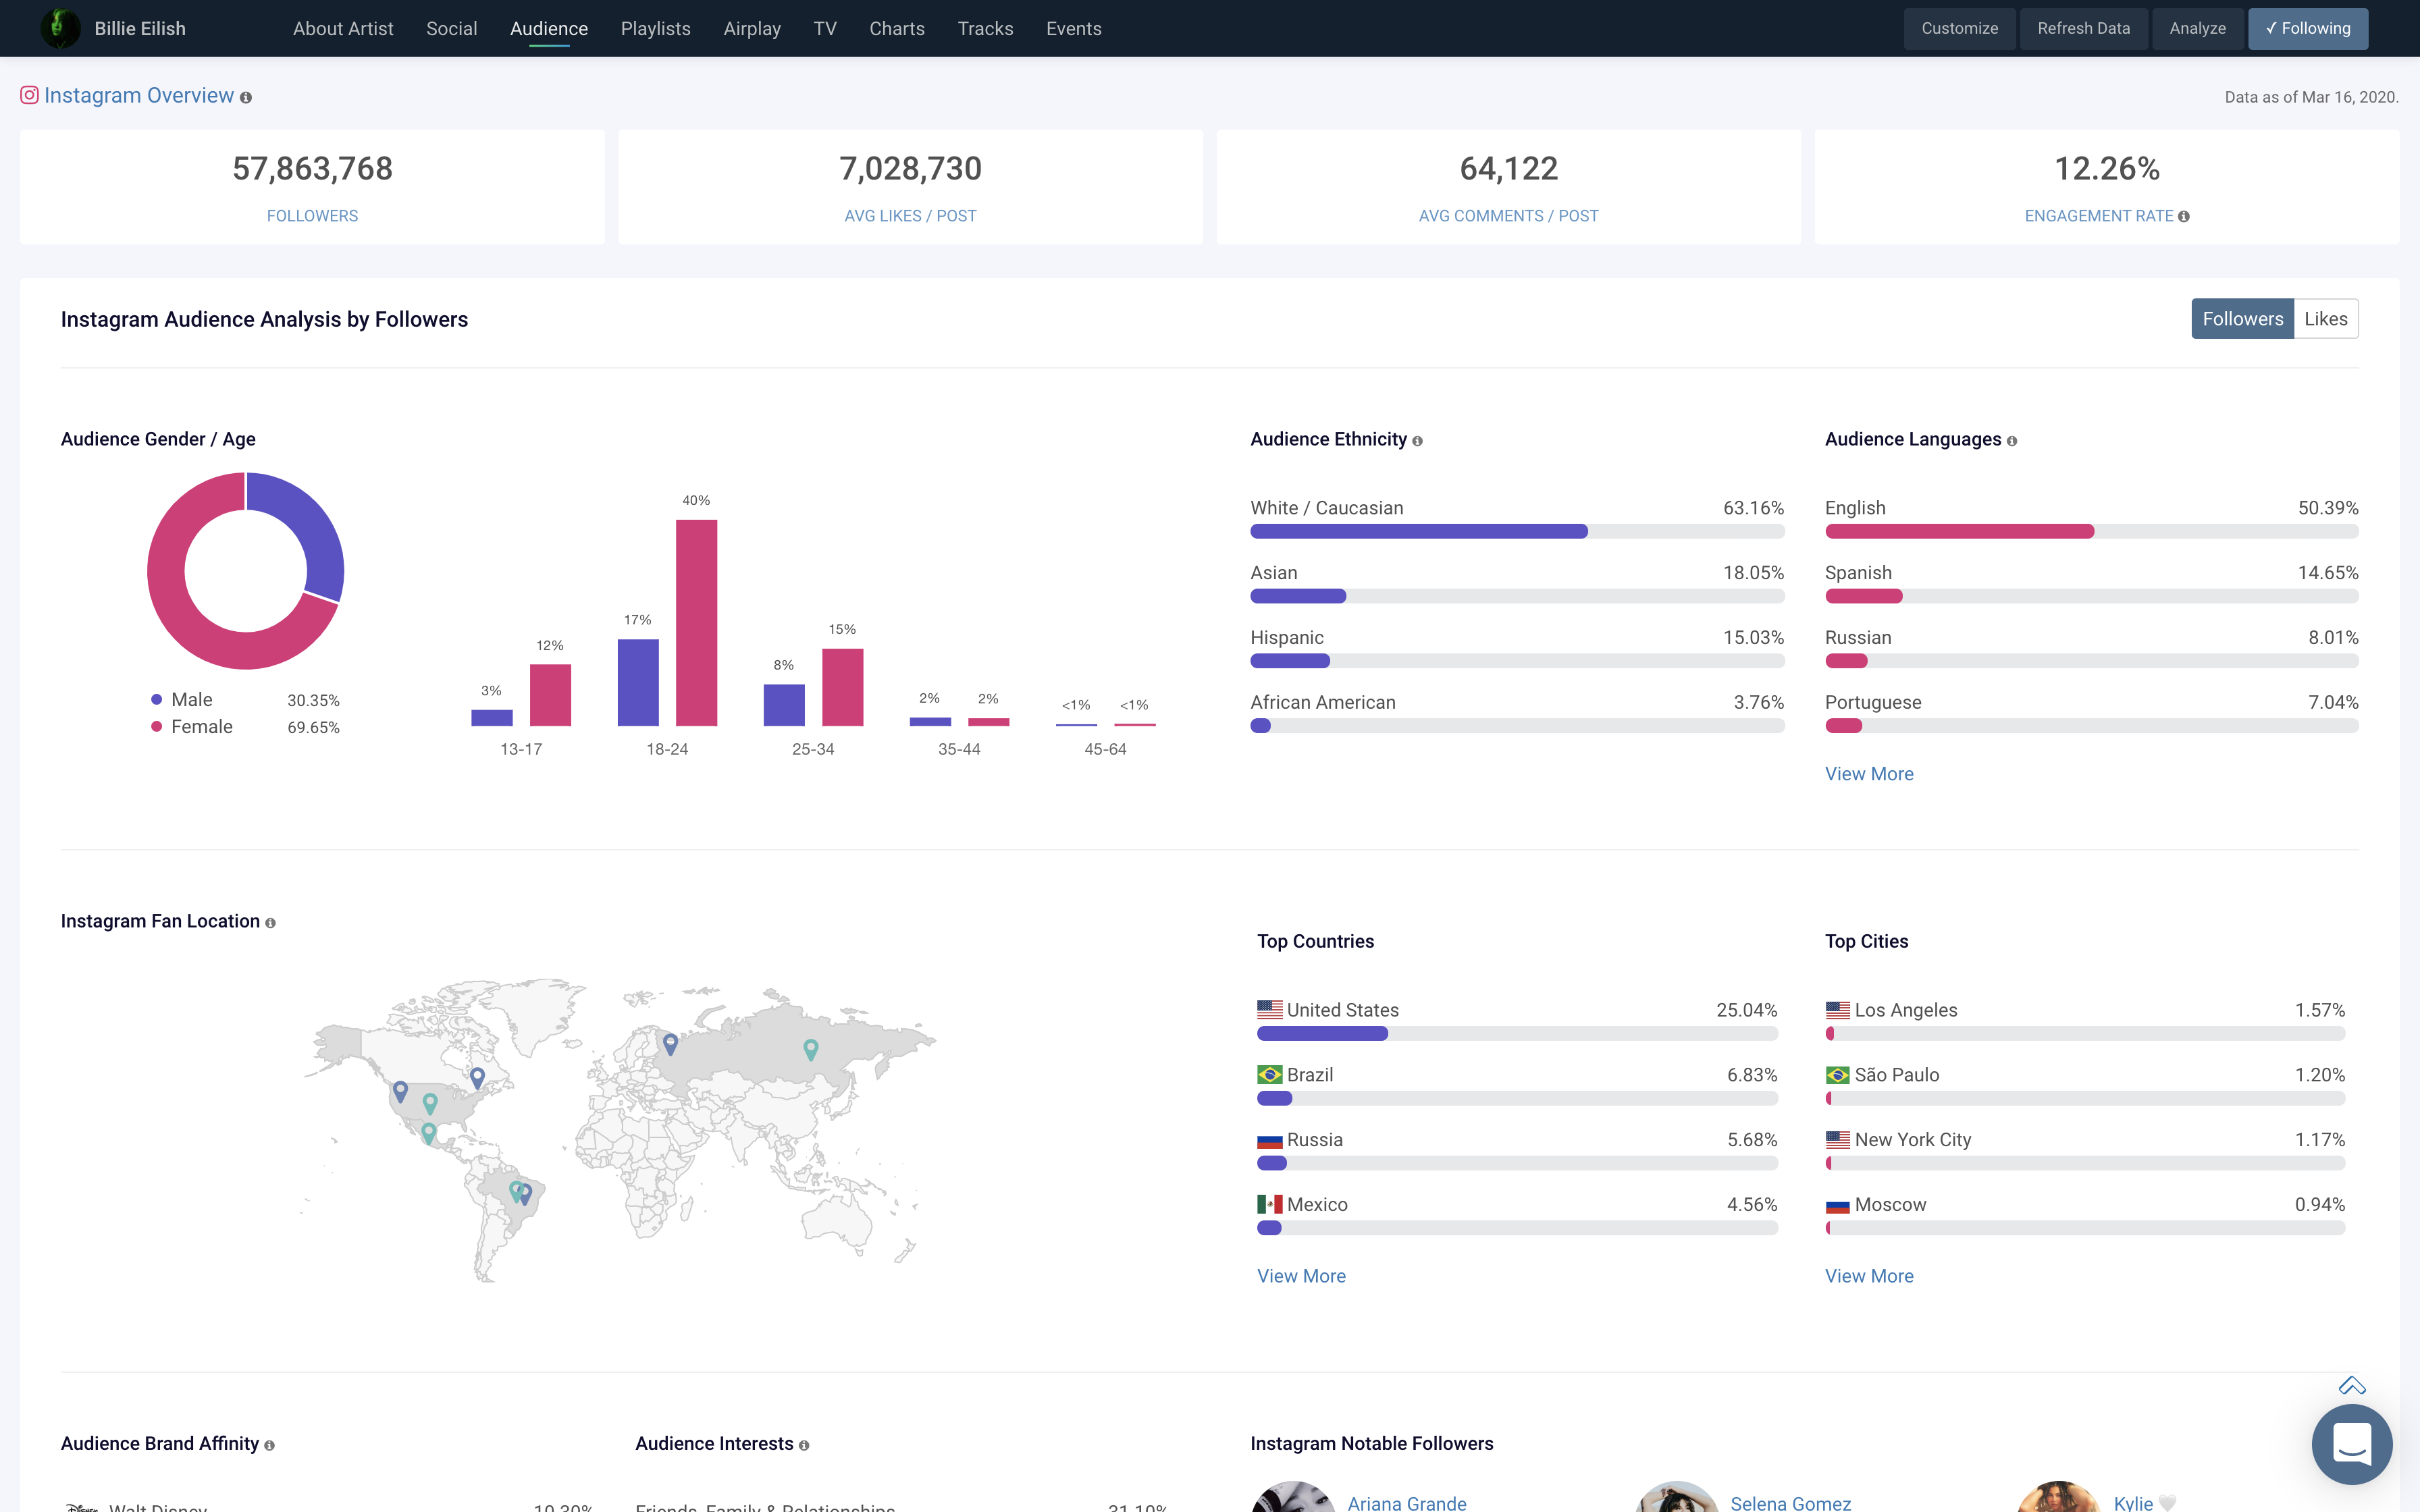 Billie Eilish
About Artist Social Audience Playlists Airplay TV Charts Tracks Events
Customize Refresh Data Analyze ✓ Following
Instagram Overview
Data as of Mar 16, 2020.
57,863,768
FOLLOWERS
7,028,730
AVG LIKES / POST
64,122
AVG COMMENTS / POST
12.26%
ENGAGEMENT RATE
Instagram Audience Analysis by Followers
Followers Likes
Audience Gender / Age
Male 30.35%
Female 69.65%
3% 12% 17% 40% 8% 15% 2% 2% <1% <1%
13-17 18-24 25-34 35-44 45-64
Audience Ethnicity
White / Caucasian 63.16%
Asian 18.05%
Hispanic 15.03%
African American 3.76%
Audience Languages
English 50.39%
Spanish 14.65%
Russian 8.01%
Portuguese 7.04%
View More
Instagram Fan Location
Top Countries
United States 25.04%
Brazil 6.83%
Russia 5.68%
Mexico 4.56%
View More
Top Cities
Los Angeles 1.57%
São Paulo 1.20%
New York City 1.17%
Moscow 0.94%
View More
Audience Brand Affinity
Walt Disney 10.30%
Audience Interests
Friends, Family & Relationships 31.10%
Instagram Notable Followers
Ariana Grande
Selena Gomez
Kylie 🤍